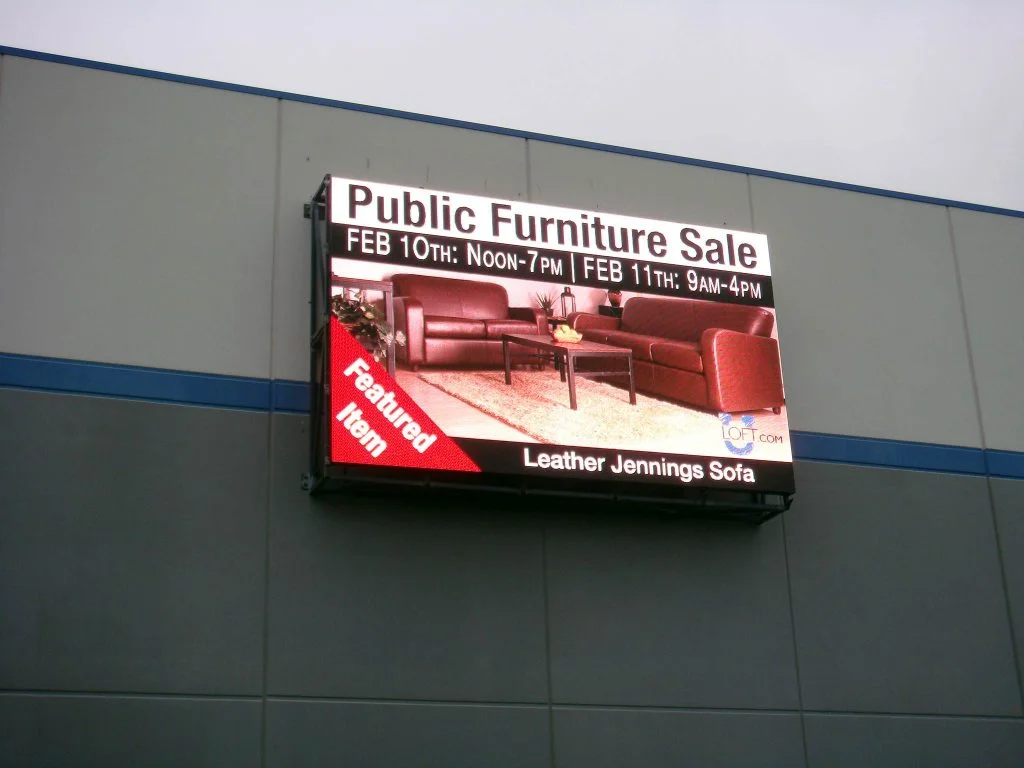 Public Furniture Sale
FEB 10TH: NOON-7PM | FEB 11TH: 9AM-4PM
Featured
Item
LOFT.COM
Leather Jennings Sofa